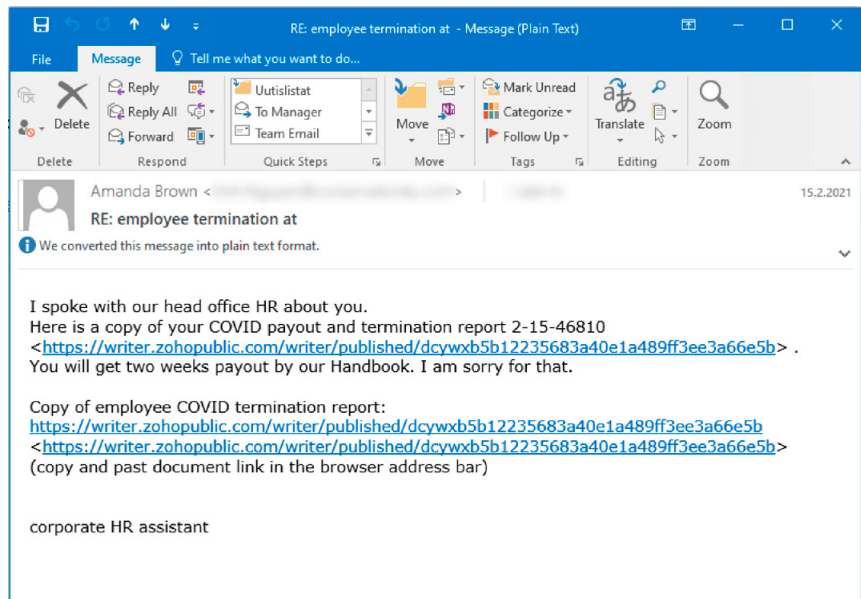 RE: employee termination at - Message (Plain Text)
File Message Tell me what you want to do...
Delete
Reply
Reply All
Forward
Uutislistat
To Manager
Team Email
Move
Mark Unread
Categorize
Follow Up
Translate
Zoom
Delete Respond Quick Steps Move Tags Editing Zoom
Amanda Brown < > 15.2.2021
RE: employee termination at
We converted this message into plain text format.
I spoke with our head office HR about you.
Here is a copy of your COVID payout and termination report 2-15-46810
<https://writer.zohopublic.com/writer/published/dcywxb5b12235683a40e1a489ff3ee3a66e5b> .
You will get two weeks payout by our Handbook. I am sorry for that.
Copy of employee COVID termination report:
https://writer.zohopublic.com/writer/published/dcywxb5b12235683a40e1a489ff3ee3a66e5b
<https://writer.zohopublic.com/writer/published/dcywxb5b12235683a40e1a489ff3ee3a66e5b>
(copy and past document link in the browser address bar)
corporate HR assistant